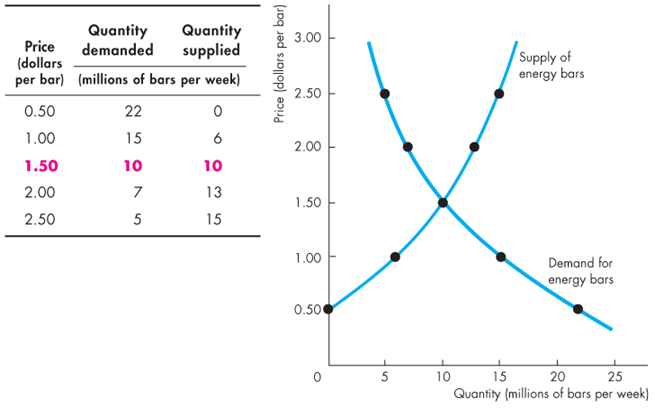 Price
(dollars
per bar)
Quantity
demanded
Quantity
supplied
(millions of bars per week)
0.50 22 0
1.00 15 6
1.50 10 10
2.00 7 13
2.50 5 15
Price (dollars per bar)
3.00
2.50
2.00
1.50
1.00
0.50
0 5 10 15 20 25
Supply of
energy bars
Demand for
energy bars
Quantity (millions of bars per week)